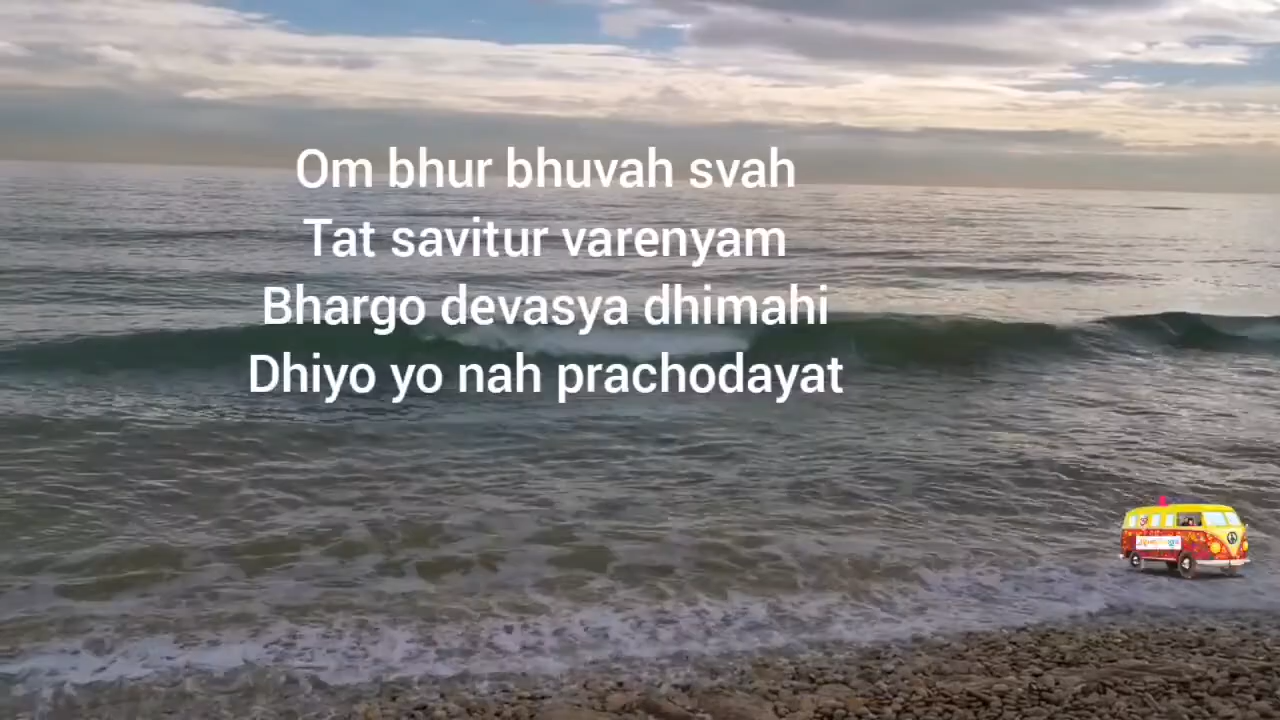 Om bhur bhuvah svah
Tat savitur varenyam
Bhargo devasya dhimahi
Dhiyo yo nah prachodayat